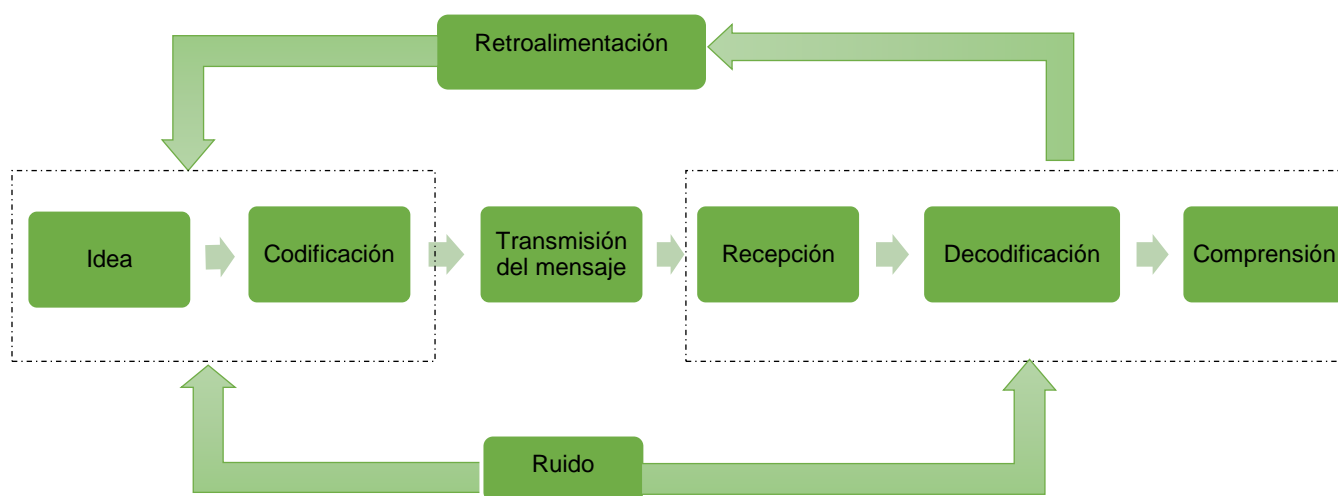 Retroalimentación
Idea
Codificación
Transmisión
del mensaje
Recepción
Decodificación
Comprensión
Ruido